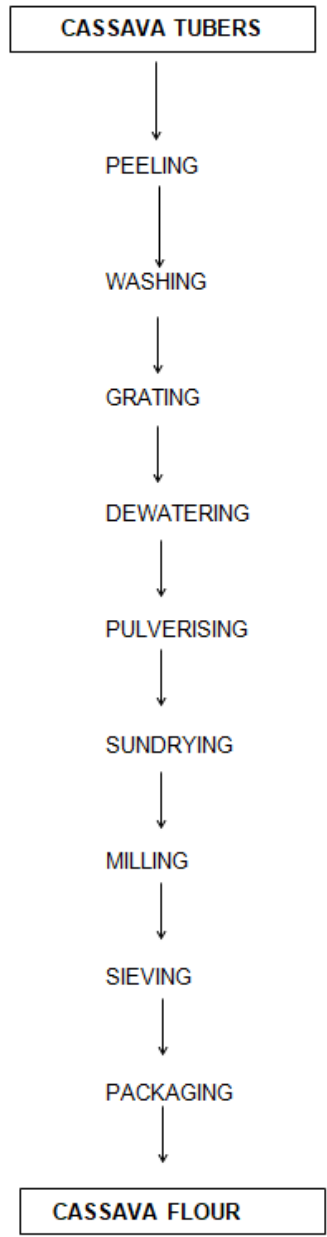 CASSAVA TUBERS
PEELING
WASHING
GRATING
DEWATERING
PULVERISING
SUNDRYING
MILLING
SIEVING
PACKAGING
CASSAVA FLOUR